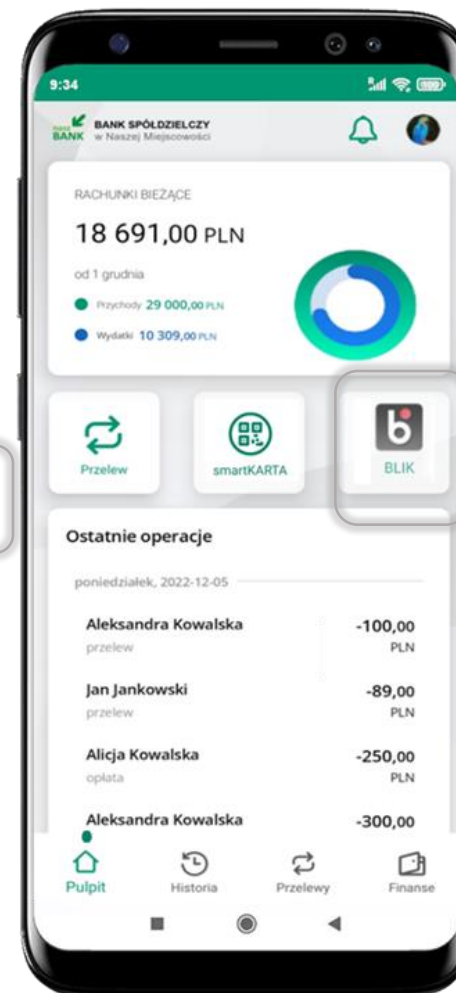 9:34
nasz
BANK
BANK SPÓŁDZIELCZY
w Naszej Miejscowości
RACHUNKI BIEŻĄCE
18 691,00 PLN
od 1 grudnia
Przychody 29 000,00 PLN
Wydatki 10 309,00 PLN
Przelew
smartKARTA
BLIK
Ostatnie operacje
poniedziałek, 2022-12-05
Aleksandra Kowalska -100,00
przelew PLN
Jan Jankowski -89,00
przelew PLN
Alicja Kowalska -250,00
opłata PLN
Aleksandra Kowalska -300,00
Pulpit Historia Przelewy Finanse